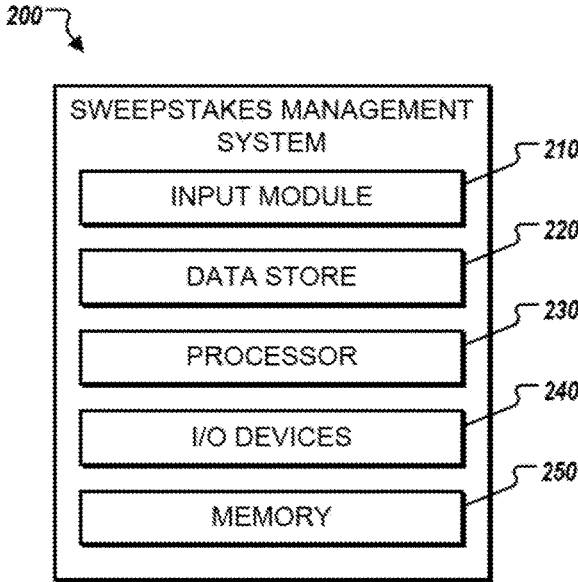 200
SWEEPSTAKES MANAGEMENT
SYSTEM
210
INPUT MODULE
220
DATA STORE
230
PROCESSOR
240
I/O DEVICES
250
MEMORY